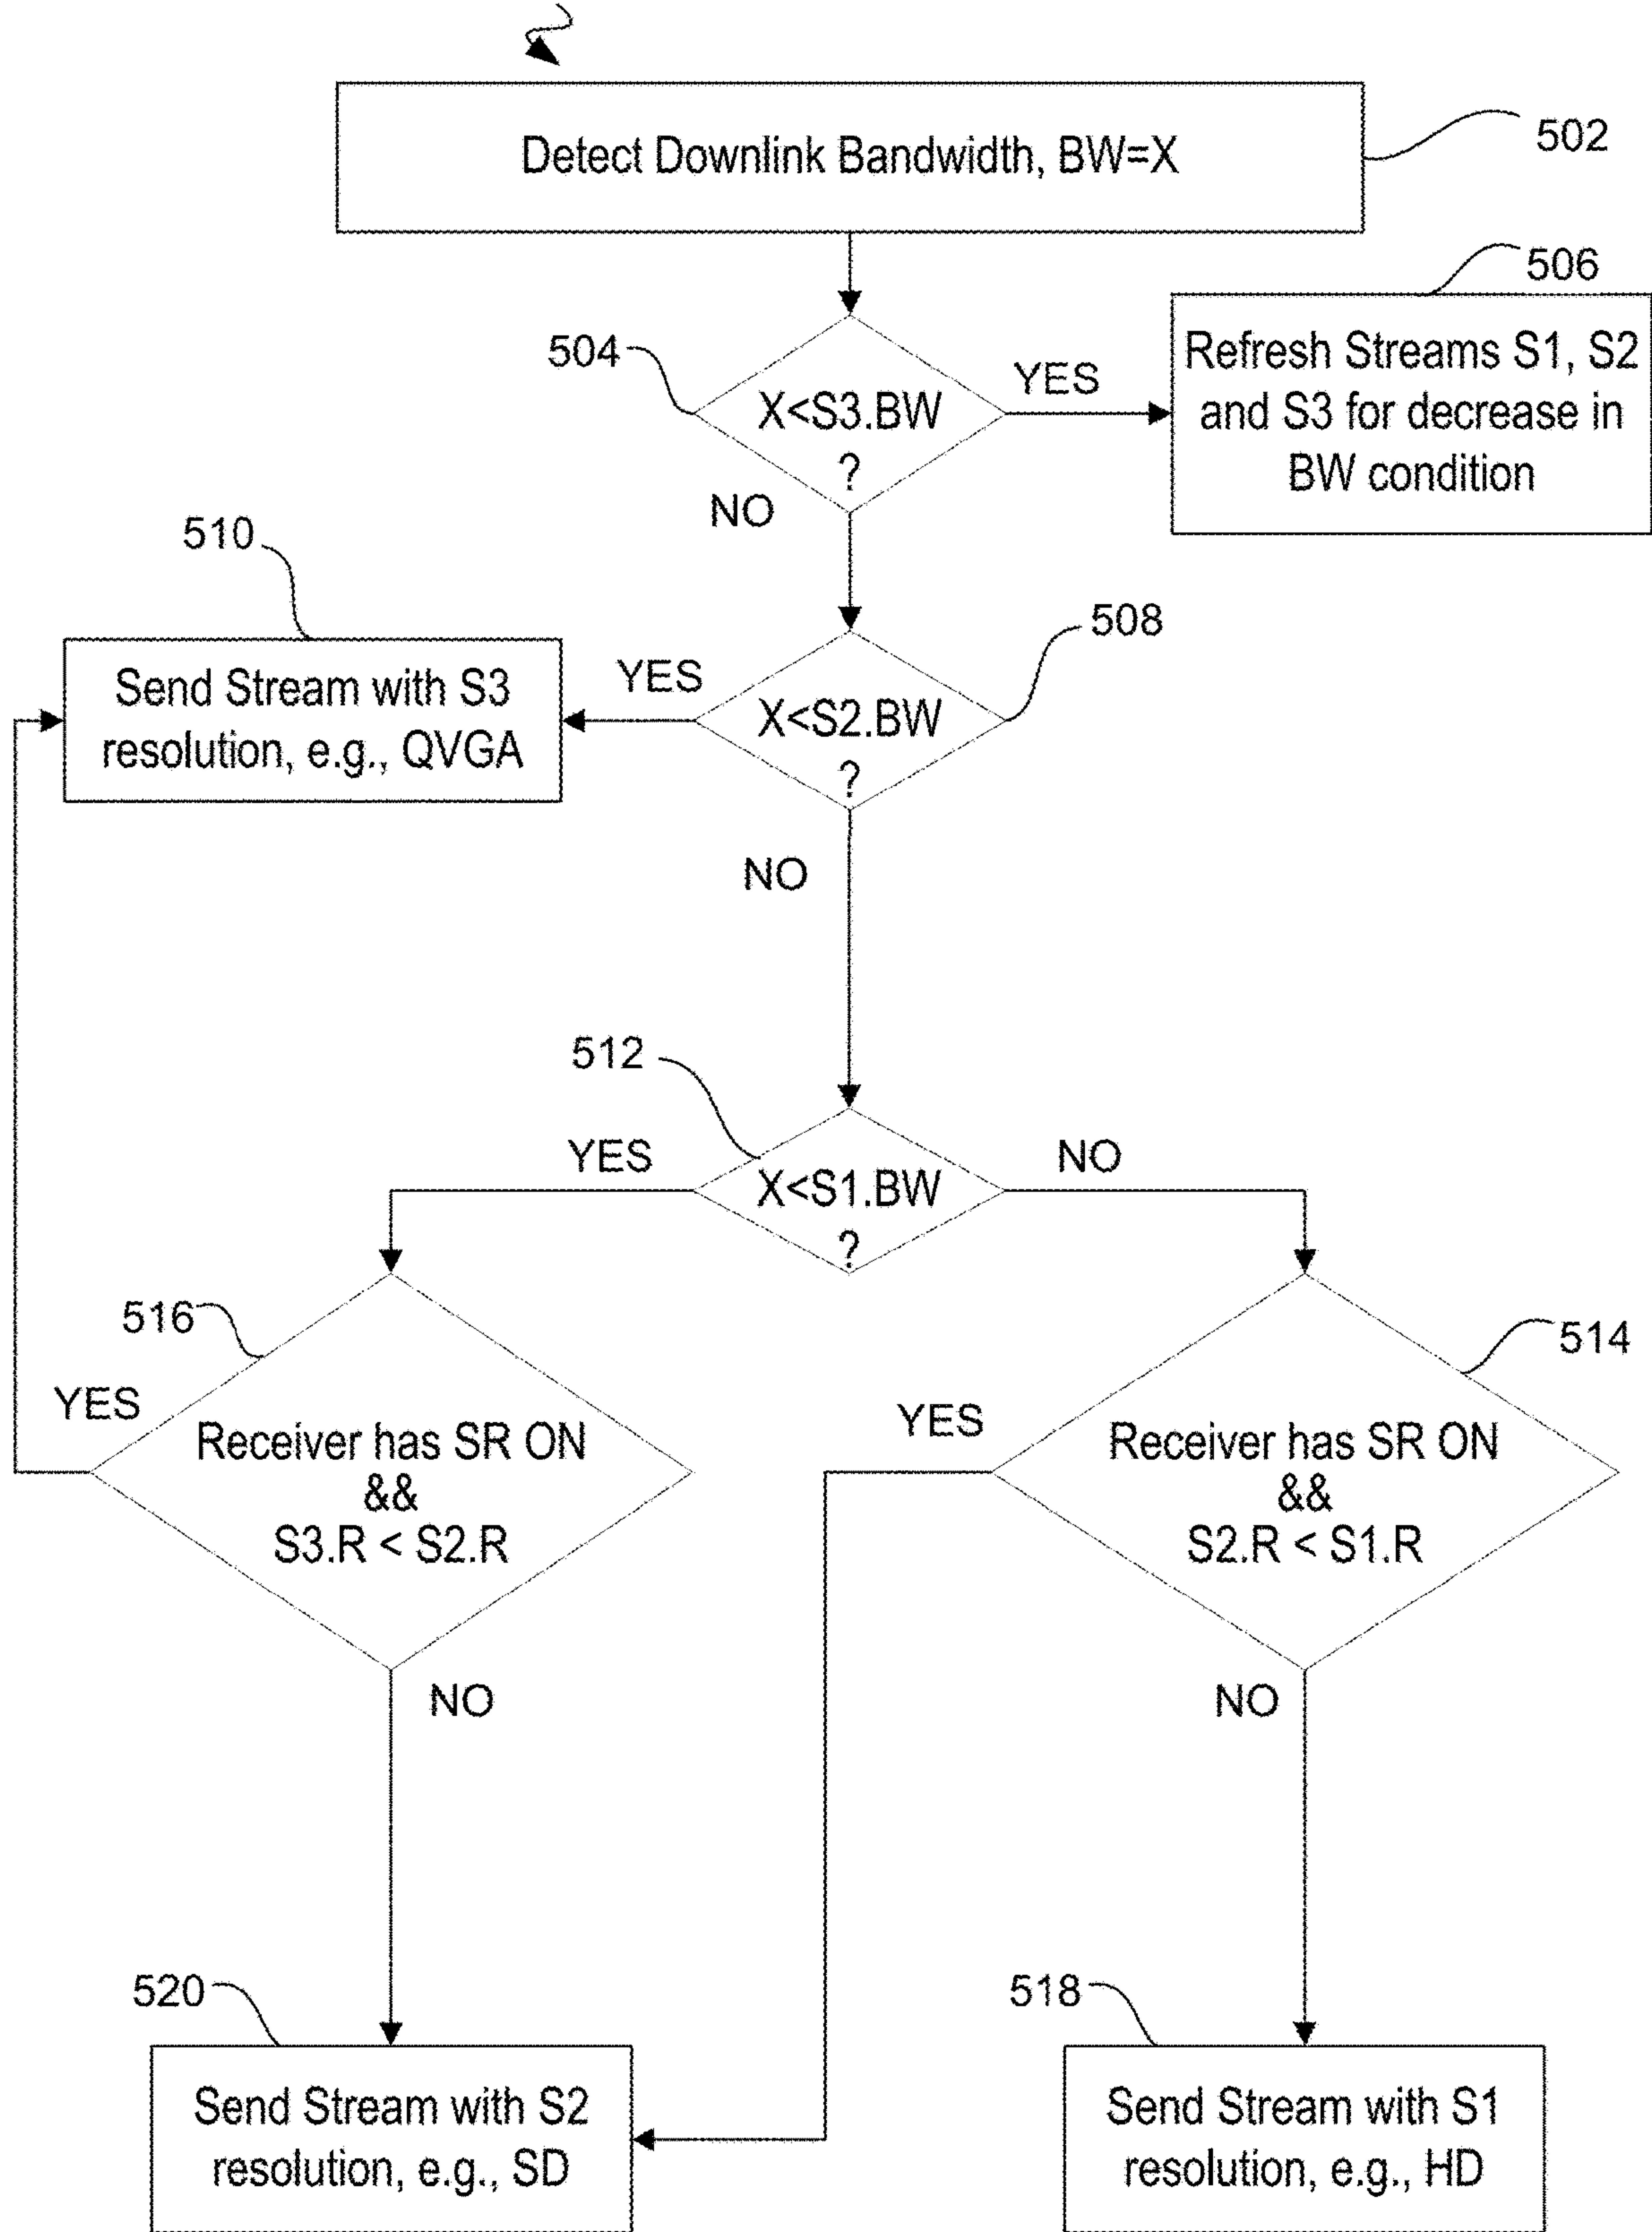 Detect Downlink Bandwidth, BW=X
502
506
504
X<S3.BW
?
YES
Refresh Streams S1, S2
and S3 for decrease in
BW condition
NO
510
508
Send Stream with S3
resolution, e.g., QVGA
YES
X<S2.BW
?
NO
512
YES
X<S1.BW
?
NO
516
514
YES
Receiver has SR ON
&&
S3.R < S2.R
YES
Receiver has SR ON
&&
S2.R < S1.R
NO
NO
520
518
Send Stream with S2
resolution, e.g., SD
Send Stream with S1
resolution, e.g., HD